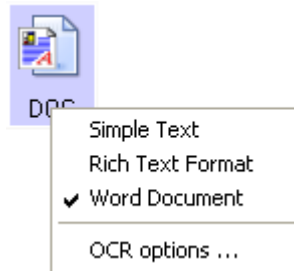 DOC
Simple Text
Rich Text Format
Word Document
OCR options ...